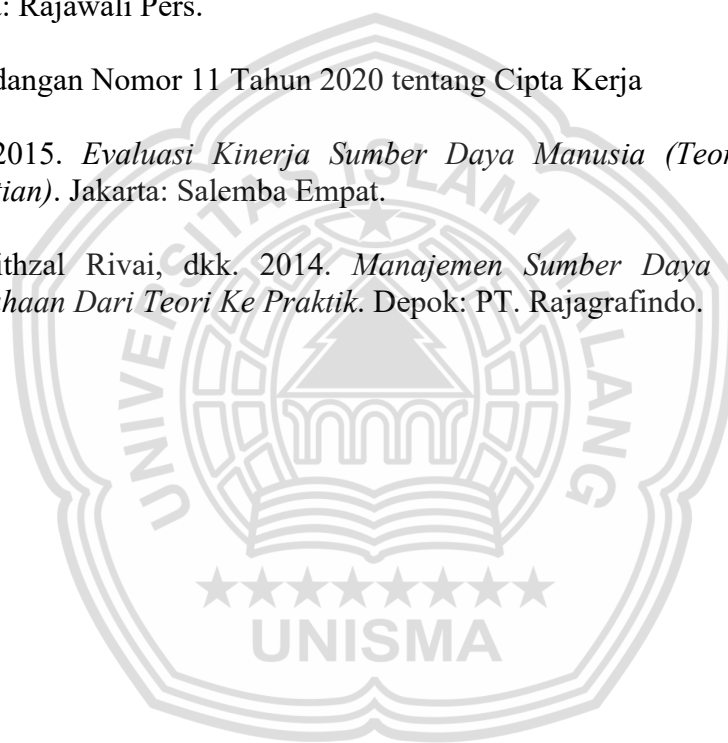 : Rajawali Pers.
dangan Nomor 11 Tahun 2020 tentang Cipta Kerja
2015. Evaluasi Kinerja Sumber Daya Manusia (Teor
tian). Jakarta: Salemba Empat.
ithzal Rivai, dkk. 2014. Manajemen Sumber Daya
haan Dari Teori Ke Praktik. Depok: PT. Rajagrafindo.
UNIVERSITAS ISLAM MALANG
UNISMA